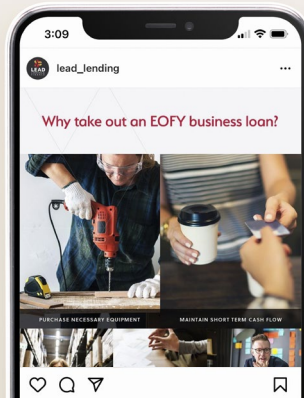 3:09
LEAD
lead_lending
Why take out an EOFY business loan?
PURCHASE NECESSARY EQUIPMENT
MAINTAIN SHORT TERM CASH FLOW